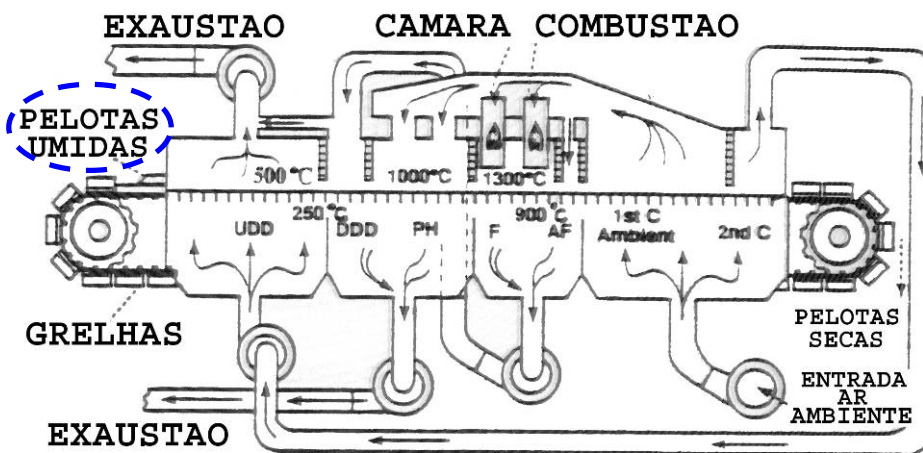 EXAUSTAO
CAMARA COMBUSTAO
PELOTAS
UMIDAS
500°C
1000°C
1300°C
250°C
900°C
UDD
DDD
PH
F
AF
1st C
Ambient
2nd C
GRELHAS
PELOTAS
SECAS
ENTRADA
AR
AMBIENTE
EXAUSTAO